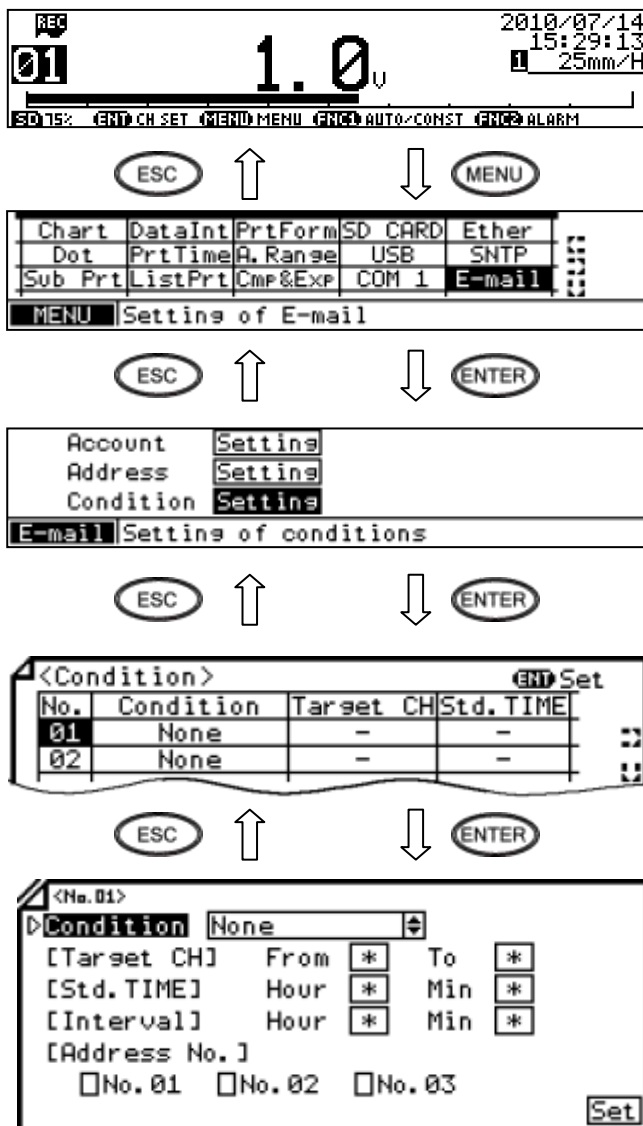 REC
2010/07/14
15:29:13
01 1.0V 1 25mm/H
SD 75% ENT CH SET MENU MENU FNC1 AUTO/CONST FNC2 ALARM
ESC MENU
Chart DataInt PrtForm SD CARD Ether
Dot PrtTime A.Range USB SNTP
Sub Prt ListPrt Cmp&Exp COM 1 E-mail
MENU Setting of E-mail
ESC ENTER
Account Setting
Address Setting
Condition Setting
E-mail Setting of conditions
ESC ENTER
<Condition> ENT Set
No. Condition Target CH Std.TIME
01 None - -
02 None - -
ESC ENTER
<No.01>
Condition None
[Target CH] From * To *
[Std.TIME] Hour * Min *
[Interval] Hour * Min *
[Address No.]
No.01 No.02 No.03
Set